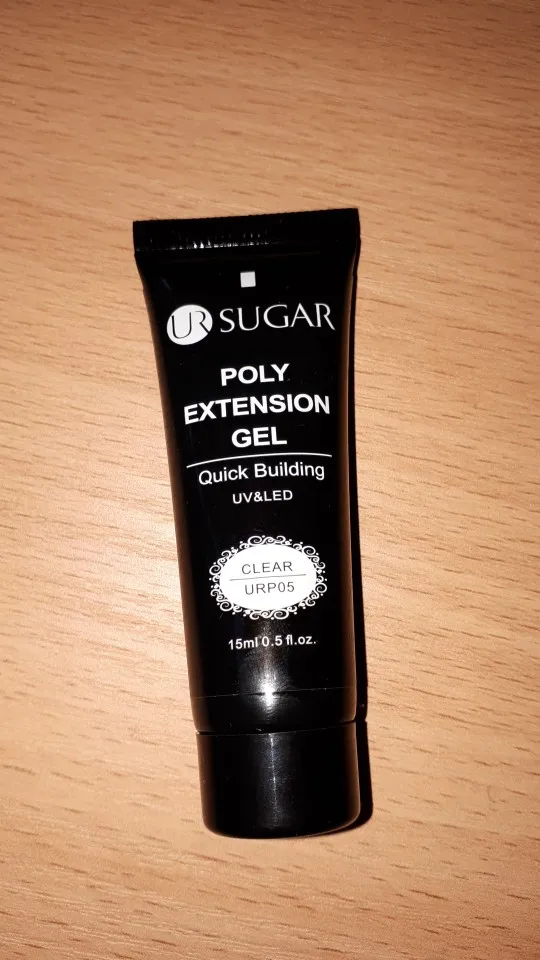 UR SUGAR
POLY
EXTENSION
GEL
Quick Building
UV&LED
CLEAR
URP05
15ml 0.5 fl.oz.